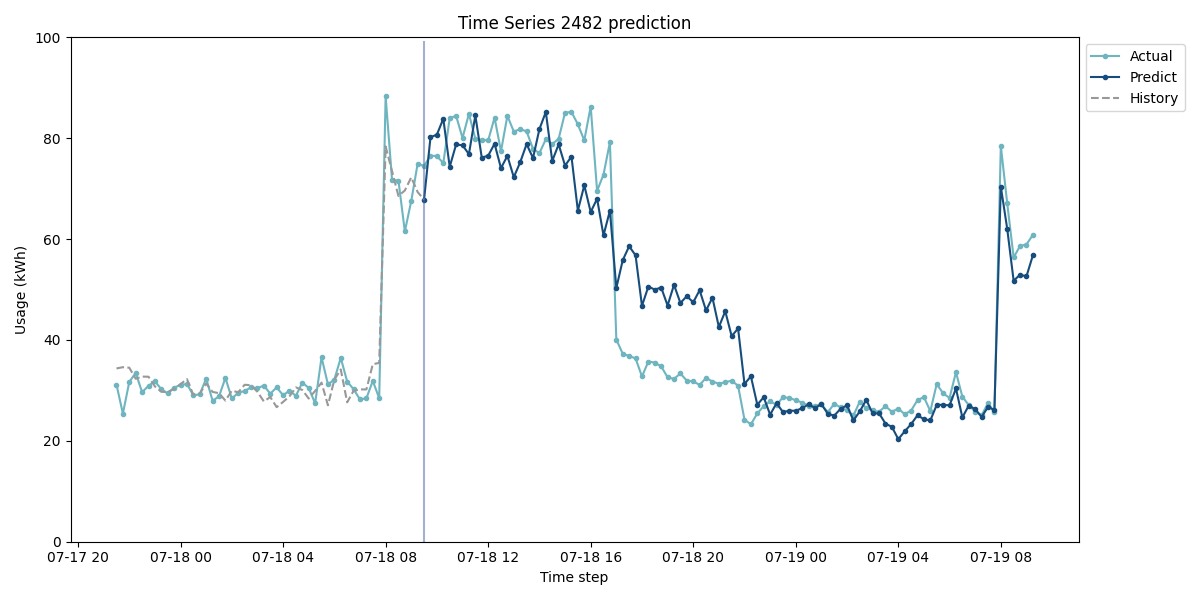 Time Series 2482 prediction
100
80
60
40
20
0
Usage (kWh)
07-17 20
07-18 00
07-18 04
07-18 08
07-18 12
07-18 16
07-18 20
07-19 00
07-19 04
07-19 08
Time step
Actual
Predict
History